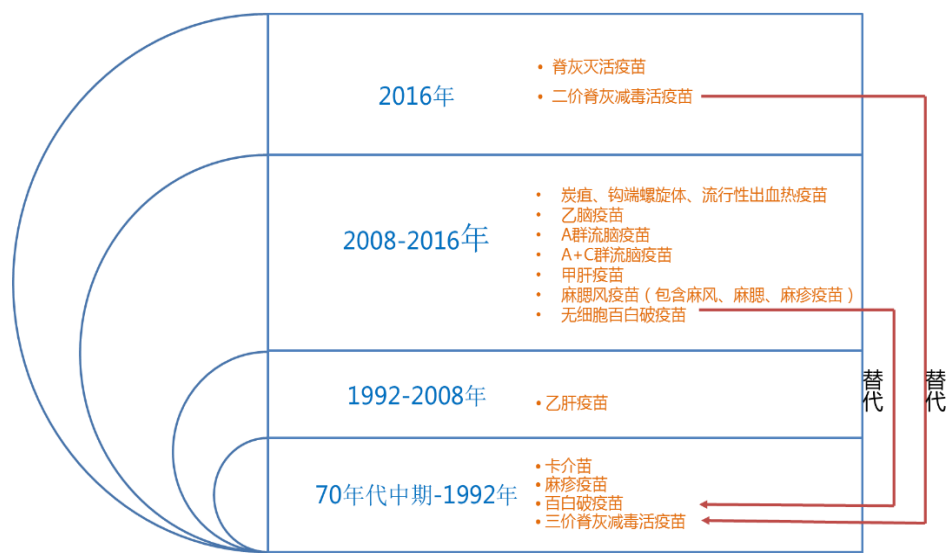 2016年
• 脊灰灭活疫苗
• 二价脊灰减毒活疫苗
2008-2016年
• 炭疽、钩端螺旋体、流行性出血热疫苗
• 乙脑疫苗
• A群流脑疫苗
• A+C群流脑疫苗
• 甲肝疫苗
• 麻腮风疫苗（包含麻风、麻腮、麻疹疫苗）
• 无细胞百白破疫苗
替代
替代
1992-2008年
• 乙肝疫苗
70年代中期-1992年
• 卡介苗
• 麻疹疫苗
• 百白破疫苗
• 三价脊灰减毒活疫苗